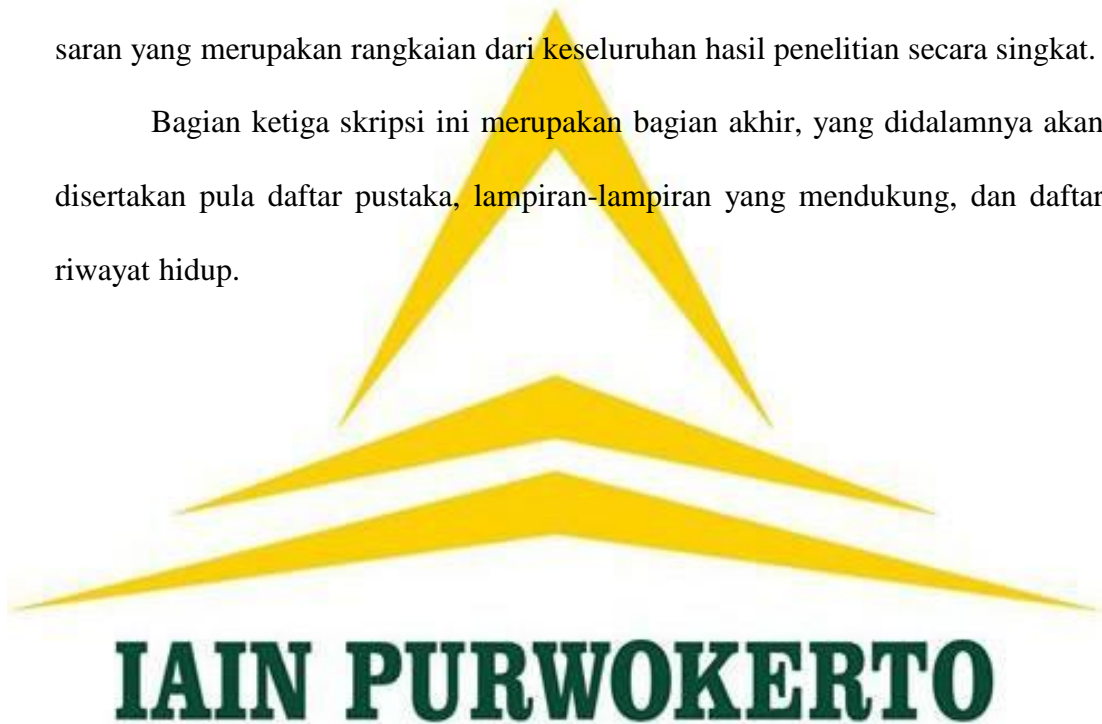 saran yang merupakan rangkaian dari keseluruhan hasil penelitian secara singkat.
Bagian ketiga skripsi ini merupakan bagian akhir, yang didalamnya akan
disertakan pula daftar pustaka, lampiran-lampiran yang mendukung, dan daftar
riwayat hidup.
IAIN PURWOKERTO